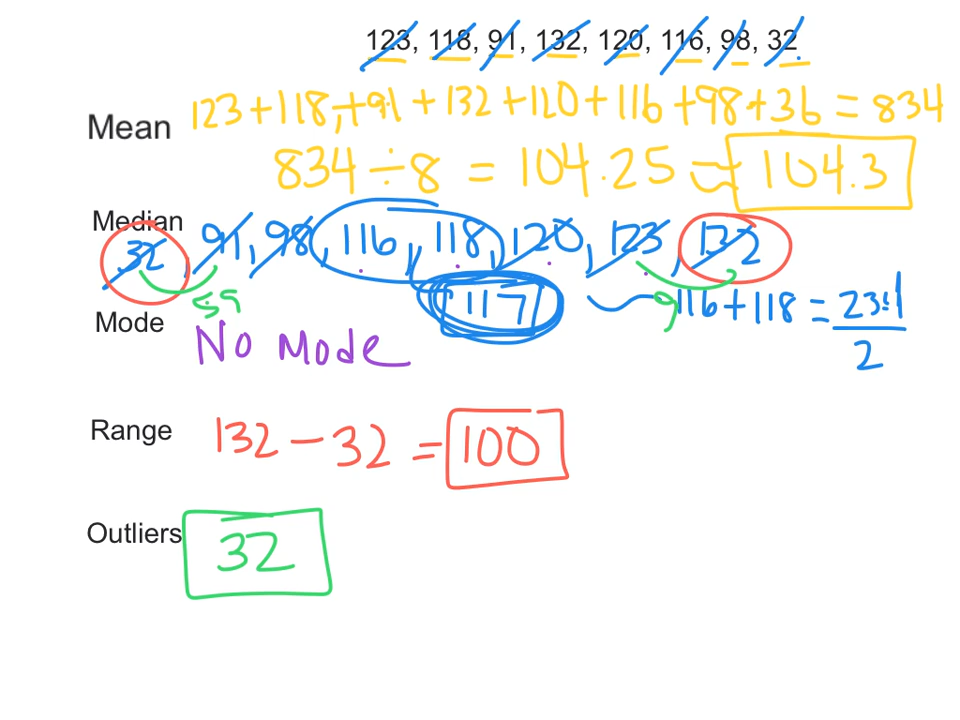 123, 118, 91, 132, 120, 116, 98, 32
Mean 123+118+91+132+120+116+98+36=834
834÷8=104.25≈104.3
Median
32, 91, 98, 116, 118, 120, 123, 132
59 9
117 116+118=234
2
Mode No Mode
Range 132-32=100
Outliers 32